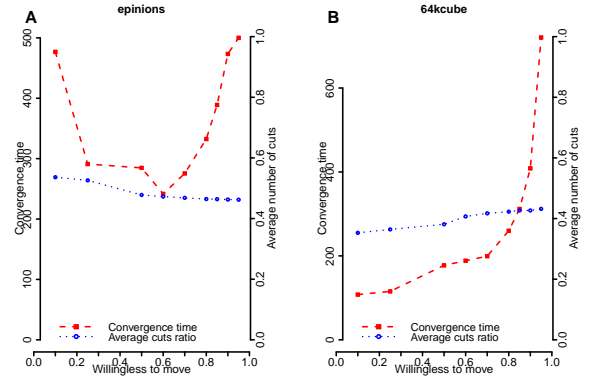 A
epinions
500
400
300
200
100
0
Convergence time
1.0
0.8
0.6
0.4
0.2
0.0
Average number of cuts
Convergence time
Average cuts ratio
0.0 0.2 0.4 0.6 0.8 1.0
Willingless to move
B
64kcube
600
400
200
0
Convergence time
1.0
0.8
0.6
0.4
0.2
0.0
Average number of cuts
Convergence time
Average cuts ratio
0.0 0.2 0.4 0.6 0.8 1.0
Willingless to move